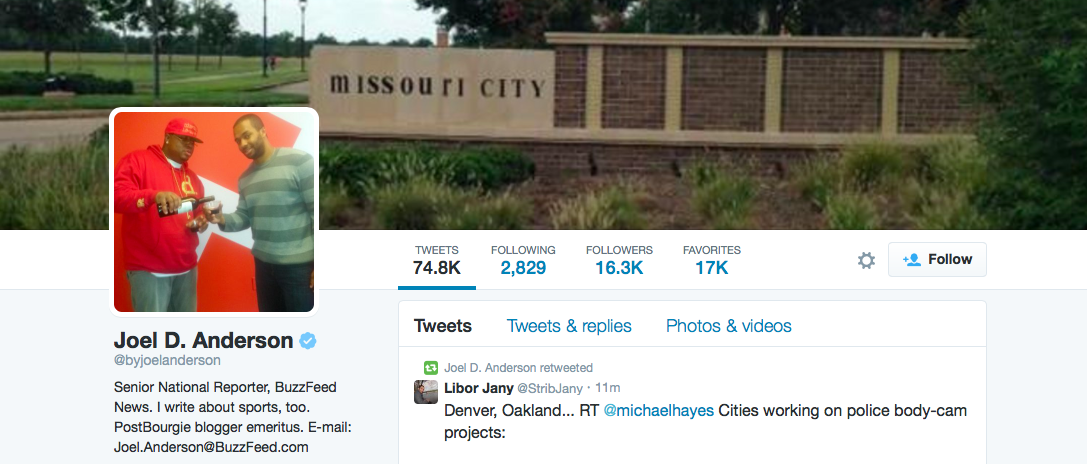 missouri CITY
TWEETS
74.8K
FOLLOWING
2,829
FOLLOWERS
16.3K
FAVORITES
17K
Follow
Joel D. Anderson
@byjoelanderson
Senior National Reporter, BuzzFeed
News. I write about sports, too.
PostBourgie blogger emeritus. E-mail:
Joel.Anderson@BuzzFeed.com
Tweets Tweets & replies Photos & videos
Joel D. Anderson retweeted
Libor Jany @StribJany · 11m
Denver, Oakland... RT @michaelhayes Cities working on police body-cam
projects: